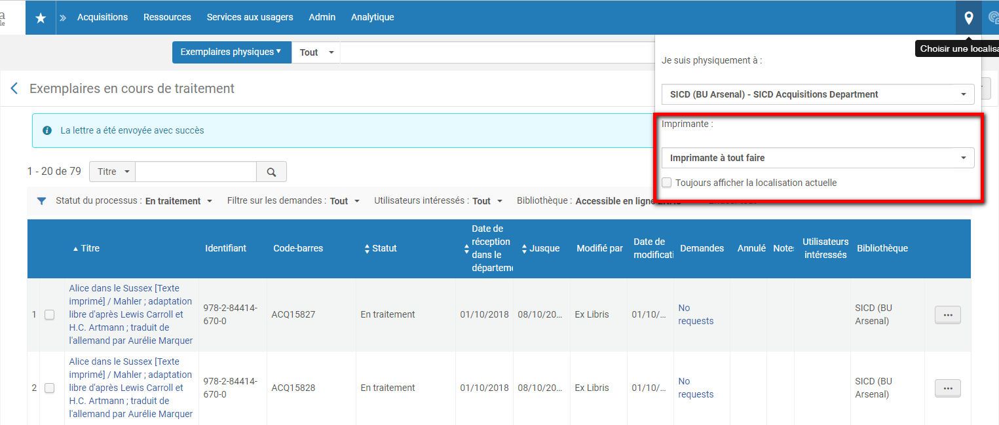 a
le
Acquisitions Ressources Services aux usagers Admin Analytique
Choisir une localisa
Exemplaires physiques Tout
Je suis physiquement à :
Exemplaires en cours de traitement
SICD (BU Arsenal) - SICD Acquisitions Department
La lettre a été envoyée avec succès
Imprimante :
Imprimante à tout faire
Toujours afficher la localisation actuelle
1 - 20 de 79 Titre
Statut du processus : En traitement Filtre sur les demandes : Tout Utilisateurs intéressés : Tout Bibliothèque : Accessible en ligne
Titre Identifiant Code-barres Statut
Date de
réception
dans le
départeme
Jusque Modifié par
Date de
modificati
Demandes Annulé Notes
Utilisateurs
intéressés
Bibliothèque
1
Alice dans le Sussex [Texte
imprimé] / Mahler ; adaptation
libre d'après Lewis Carroll et
H.C. Artmann ; traduit de
l'allemand par Aurélie Marquer
978-2-84414-
670-0
ACQ15827 En traitement 01/10/2018 08/10/20... Ex Libris 01/10/...
No
requests
SICD (BU
Arsenal)
...
2
Alice dans le Sussex [Texte
imprimé] / Mahler ; adaptation
libre d'après Lewis Carroll et
H.C. Artmann ; traduit de
l'allemand par Aurélie Marquer
978-2-84414-
670-0
ACQ15828 En traitement 01/10/2018 08/10/20... Ex Libris 01/10/...
No
requests
SICD (BU
Arsenal)
...